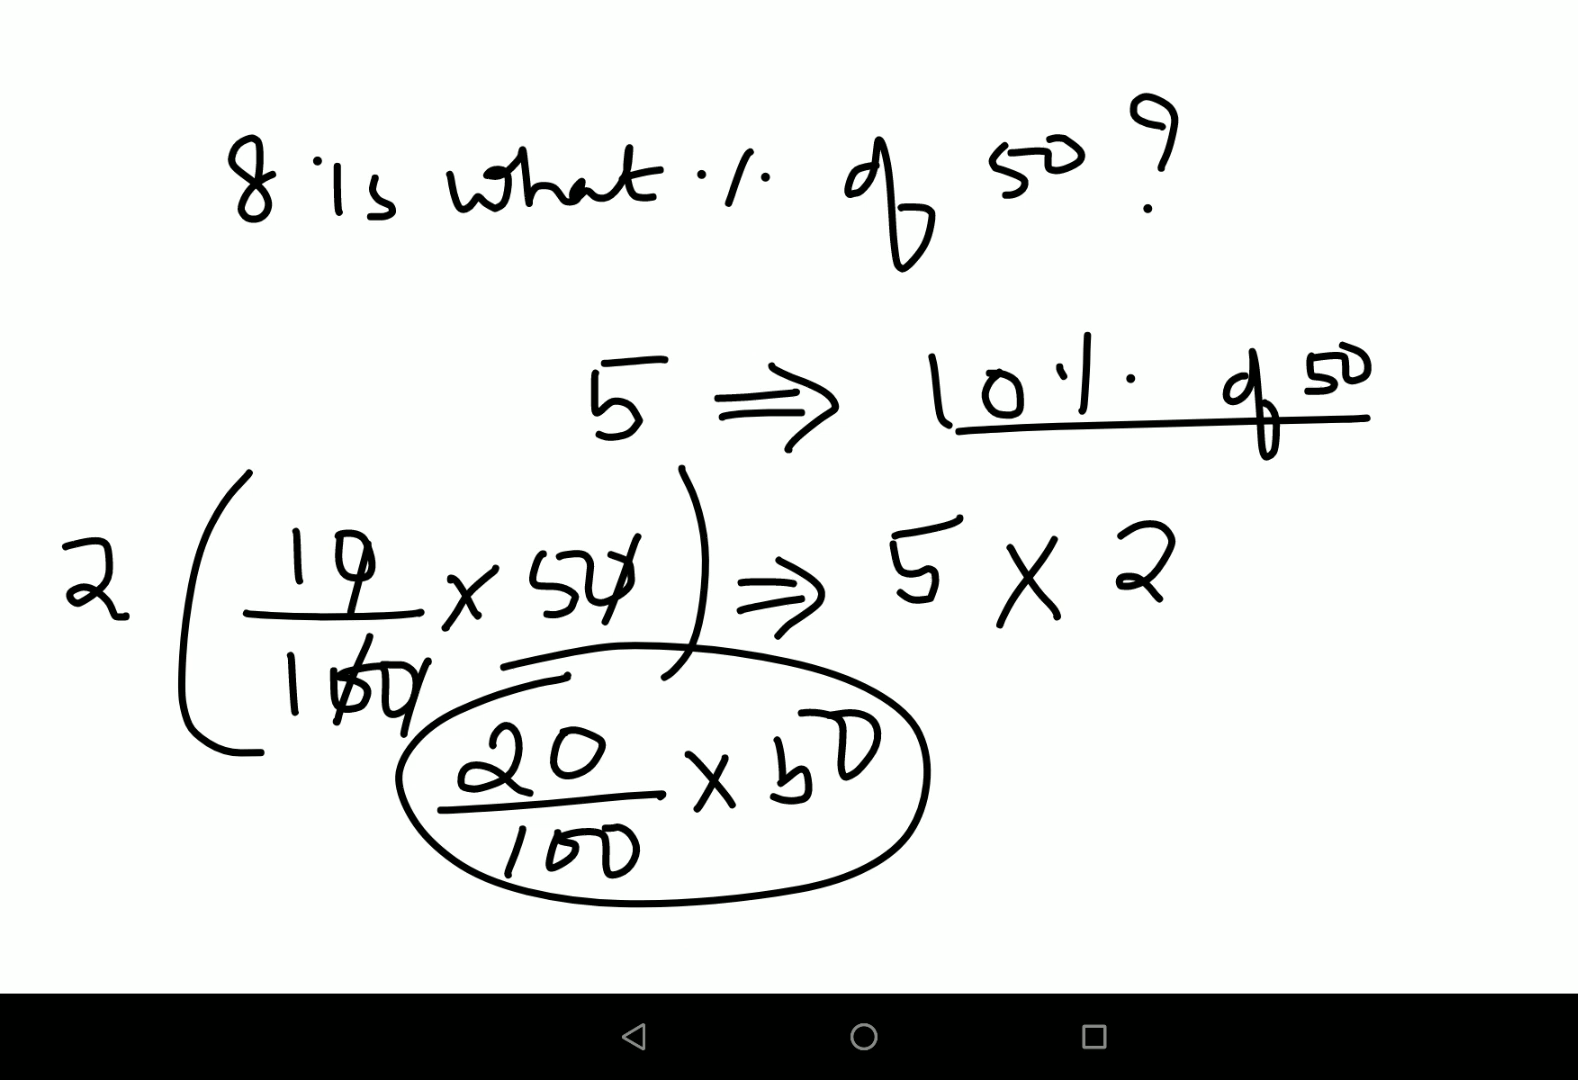 8 is what % of 50?
5 ⇒ 10% of 50
2 ( 10/100 × 50 ) ⇒ 5 × 2
20/100 × 50